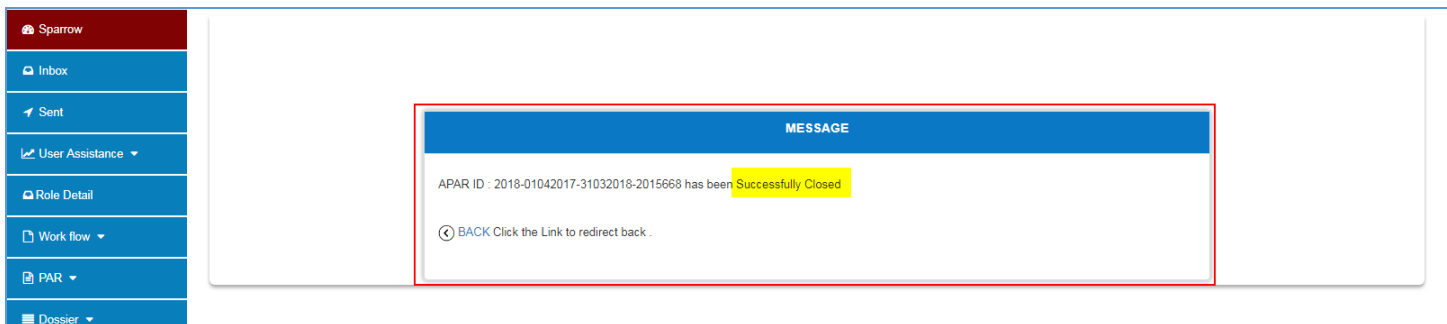 Sparrow
Inbox
Sent
User Assistance
Role Detail
Work flow
PAR
Dossier
MESSAGE
APAR ID : 2018-01042017-31032018-2015668 has been Successfully Closed
BACK Click the Link to redirect back .